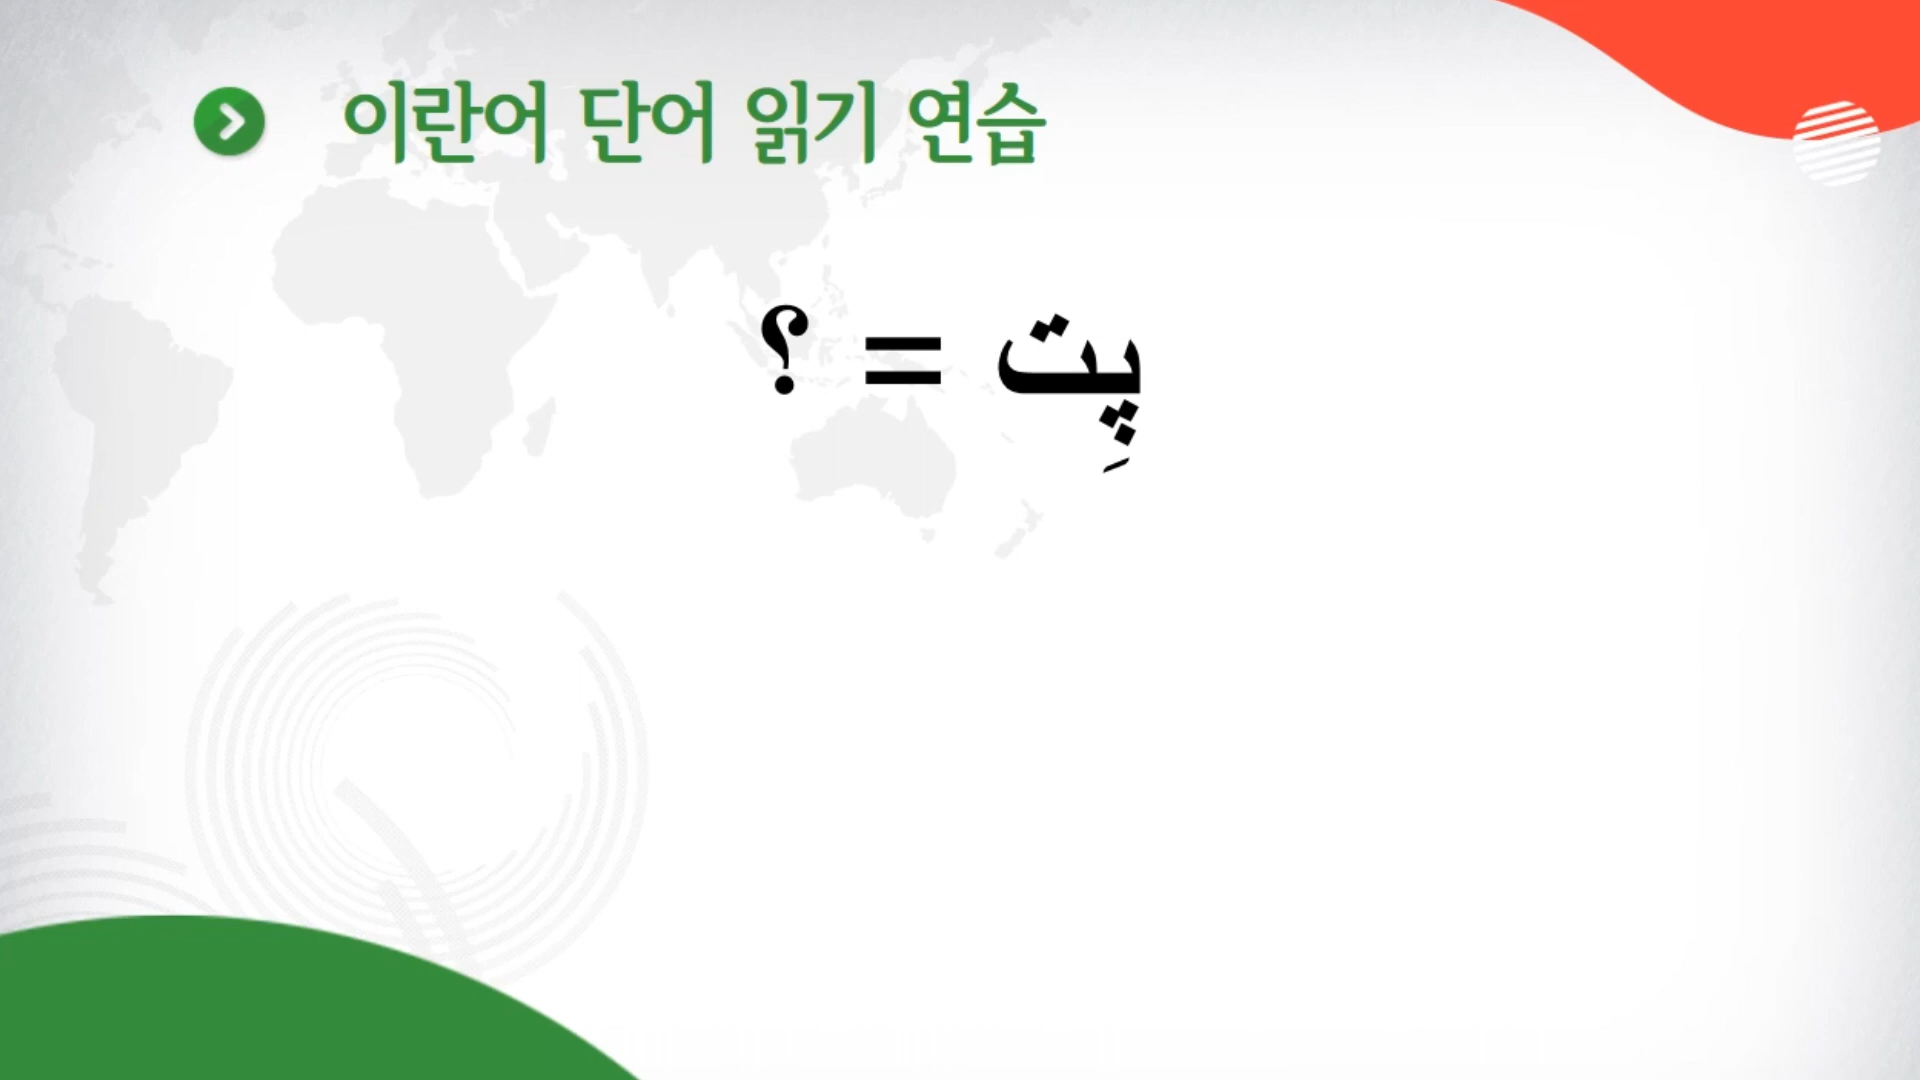 이란어 단어 읽기 연습
پِت = ؟